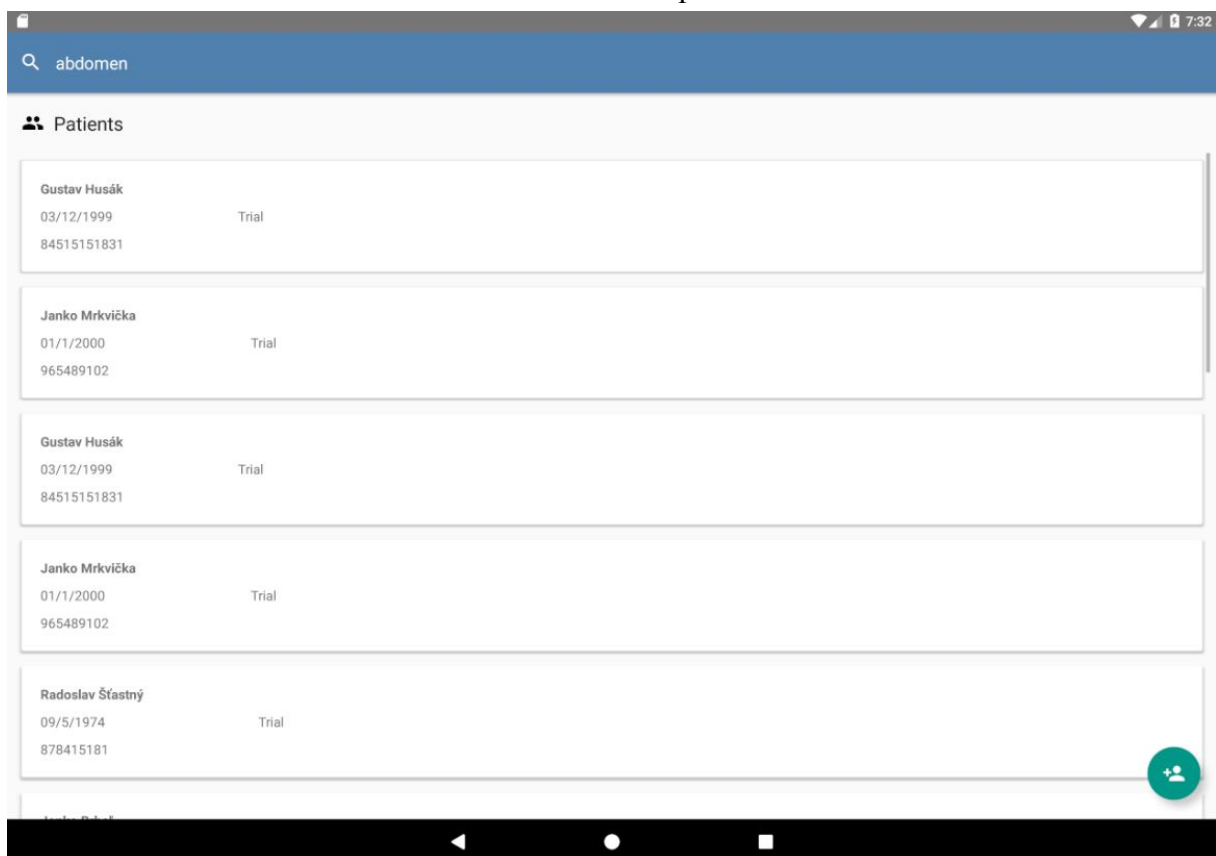 7:32
abdomen
Patients
Gustav Husák
03/12/1999 Trial
84515151831
Janko Mrkvička
01/1/2000 Trial
965489102
Gustav Husák
03/12/1999 Trial
84515151831
Janko Mrkvička
01/1/2000 Trial
965489102
Radoslav Šťastný
09/5/1974 Trial
878415181